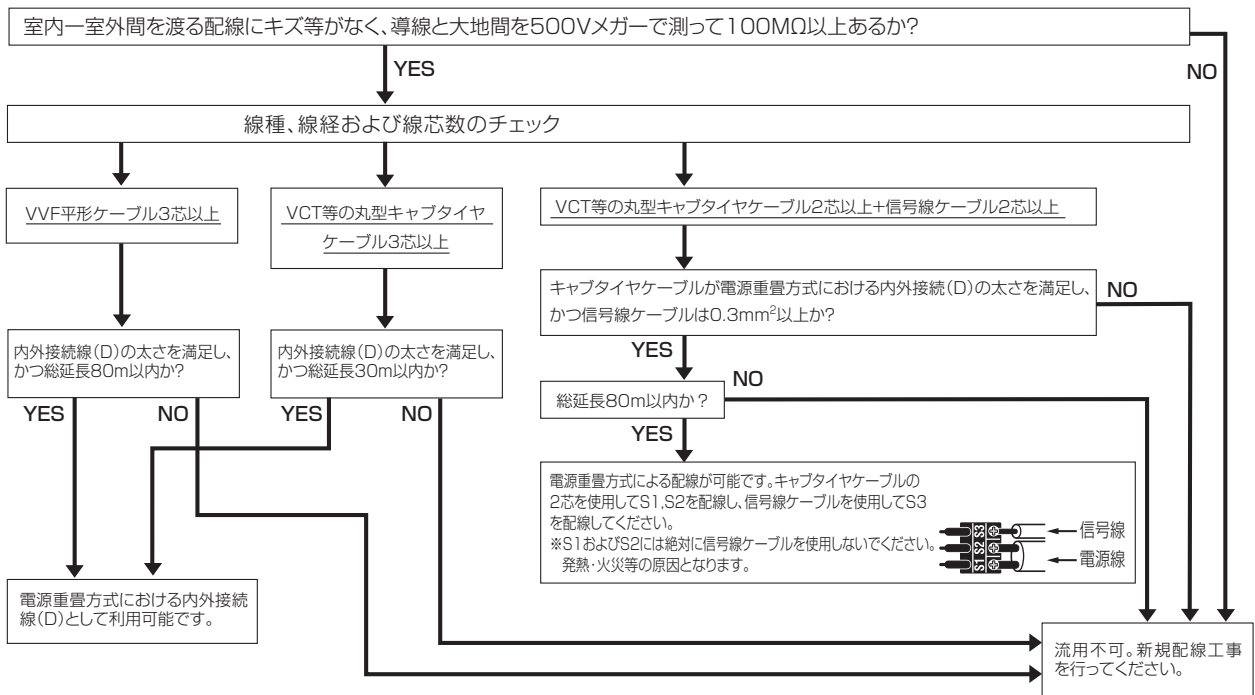 室内ー室外間を渡る配線にキズ等がなく、導線と大地間を500Vメガーで測って100MΩ以上あるか?
YES
NO
線種、線経および線芯数のチェック
VVF平形ケーブル3芯以上
VCT等の丸型キャブタイヤ
ケーブル3芯以上
VCT等の丸型キャブタイヤケーブル2芯以上+信号線ケーブル2芯以上
キャブタイヤケーブルが電源重畳方式における内外接続(D)の太さを満足し、
かつ信号線ケーブルは0.3mm²以上か?
NO
YES
内外接続線(D)の太さを満足し、
かつ総延長80m以内か?
内外接続線(D)の太さを満足し、
かつ総延長30m以内か?
総延長80m以内か?
NO
YES
NO
YES
NO
YES
電源重畳方式による配線が可能です。キャブタイヤケーブルの
2芯を使用してS1,S2を配線し、信号線ケーブルを使用してS3
を配線してください。
※S1およびS2には絶対に信号線ケーブルを使用しないでください。
発熱・火災等の原因となります。
S1 S2 S3
信号線
電源線
電源重畳方式における内外接続
線(D)として利用可能です。
流用不可。新規配線工事
を行ってください。